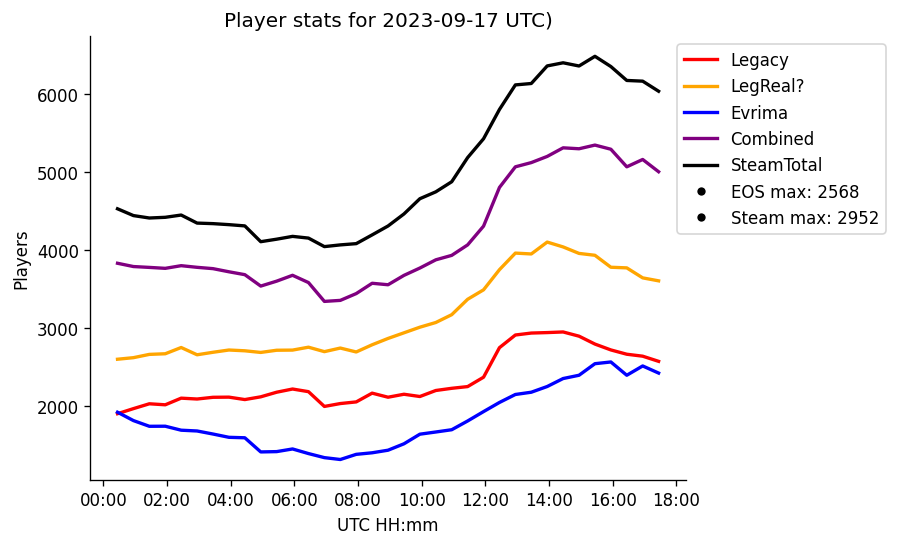 Player stats for 2023-09-17 UTC)
Legacy
LegReal?
Evrima
Combined
SteamTotal
EOS max: 2568
Steam max: 2952
Players
6000
5000
4000
3000
2000
00:00 02:00 04:00 06:00 08:00 10:00 12:00 14:00 16:00 18:00
UTC HH:mm